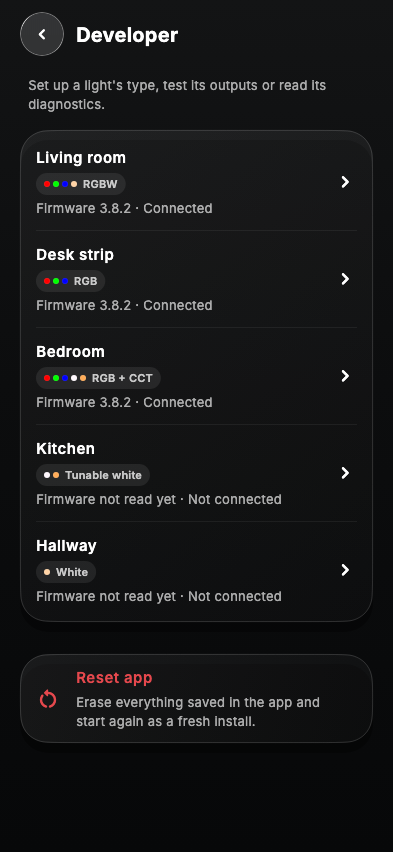 Developer
Set up a light's type, test its outputs or read its
diagnostics.
Living room
RGBW
Firmware 3.8.2 · Connected
Desk strip
RGB
Firmware 3.8.2 · Connected
Bedroom
RGB + CCT
Firmware 3.8.2 · Connected
Kitchen
Tunable white
Firmware not read yet · Not connected
Hallway
White
Firmware not read yet · Not connected
Reset app
Erase everything saved in the app and
start again as a fresh install.